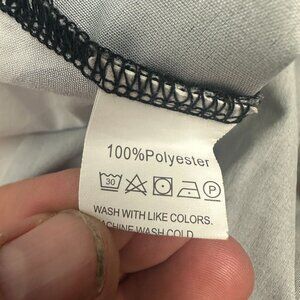 100%Polyester
30 P
WASH WITH LIKE COLORS.
MACHINE WASH COLD